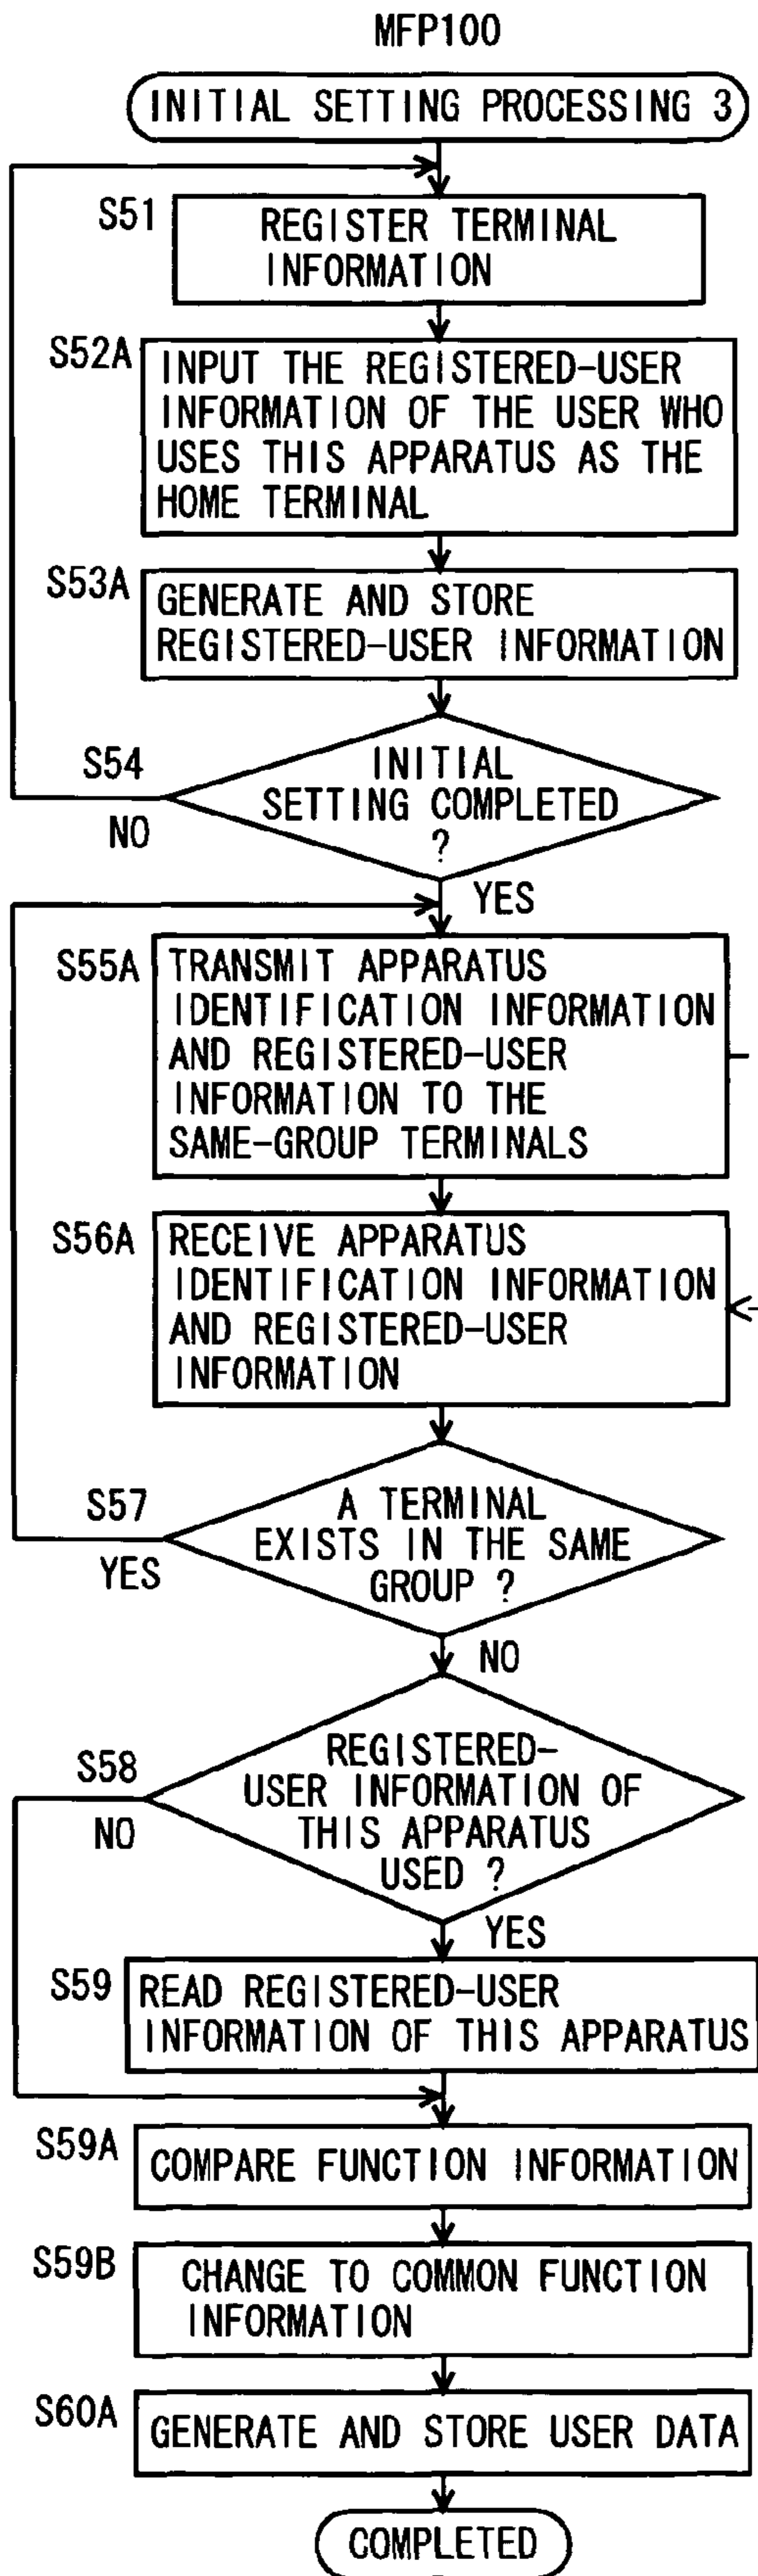 MFP100
INITIAL SETTING PROCESSING 3
S51
REGISTER TERMINAL
INFORMATION
S52A
INPUT THE REGISTERED-USER
INFORMATION OF THE USER WHO
USES THIS APPARATUS AS THE
HOME TERMINAL
S53A
GENERATE AND STORE
REGISTERED-USER INFORMATION
S54
INITIAL
SETTING COMPLETED
?
NO
YES
S55A
TRANSMIT APPARATUS
IDENTIFICATION INFORMATION
AND REGISTERED-USER
INFORMATION TO THE
SAME-GROUP TERMINALS
S56A
RECEIVE APPARATUS
IDENTIFICATION INFORMATION
AND REGISTERED-USER
INFORMATION
S57
A TERMINAL
EXISTS IN THE SAME
GROUP ?
YES
NO
S58
REGISTERED-
USER INFORMATION OF
THIS APPARATUS
USED ?
NO
YES
S59
READ REGISTERED-USER
INFORMATION OF THIS APPARATUS
S59A
COMPARE FUNCTION INFORMATION
S59B
CHANGE TO COMMON FUNCTION
INFORMATION
S60A
GENERATE AND STORE USER DATA
COMPLETED